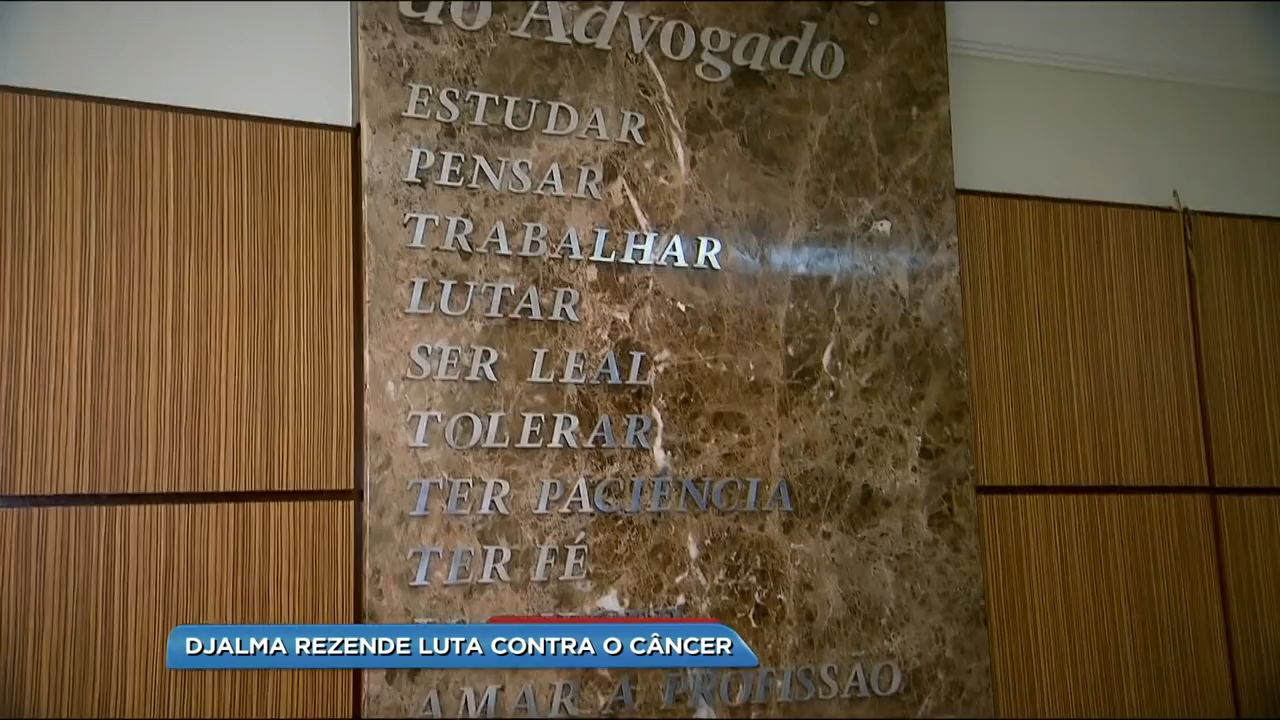 do Advogado
ESTUDAR
PENSAR
TRABALHAR
LUTAR
SER LEAL
TOLERAR
TER PACIÊNCIA
TER FÉ
DJALMA REZENDE LUTA CONTRA O CÂNCER
AMAR A PROFISSÃO